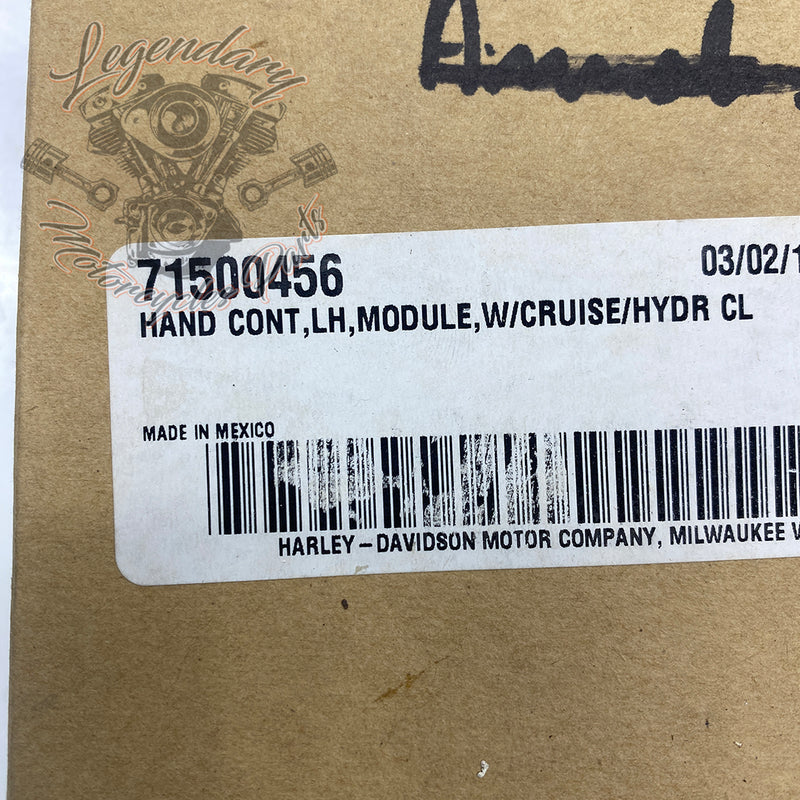 Legendary
Motorcycles Parts
71500456
03/02/1
HAND CONT,LH,MODULE,W/CRUISE/HYDR CL
MADE IN MEXICO
HARLEY-DAVIDSON MOTOR COMPANY, MILWAUKEE W